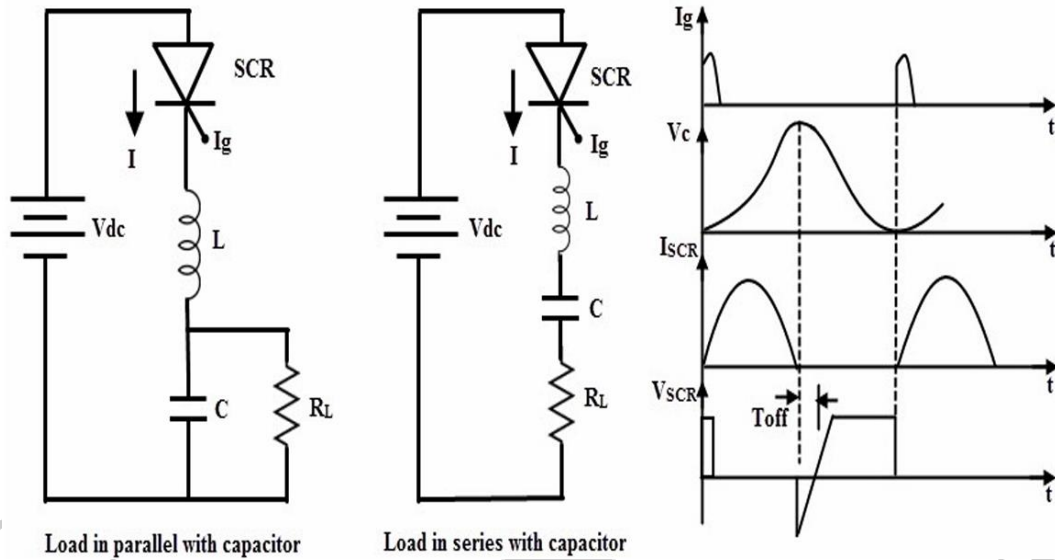 SCR
I
Ig
Vdc
L
C
RL
Load in parallel with capacitor
SCR
I
Ig
Vdc
L
C
RL
Load in series with capacitor
Ig
t
Vc
t
ISCR
t
VSCR
Toff
t